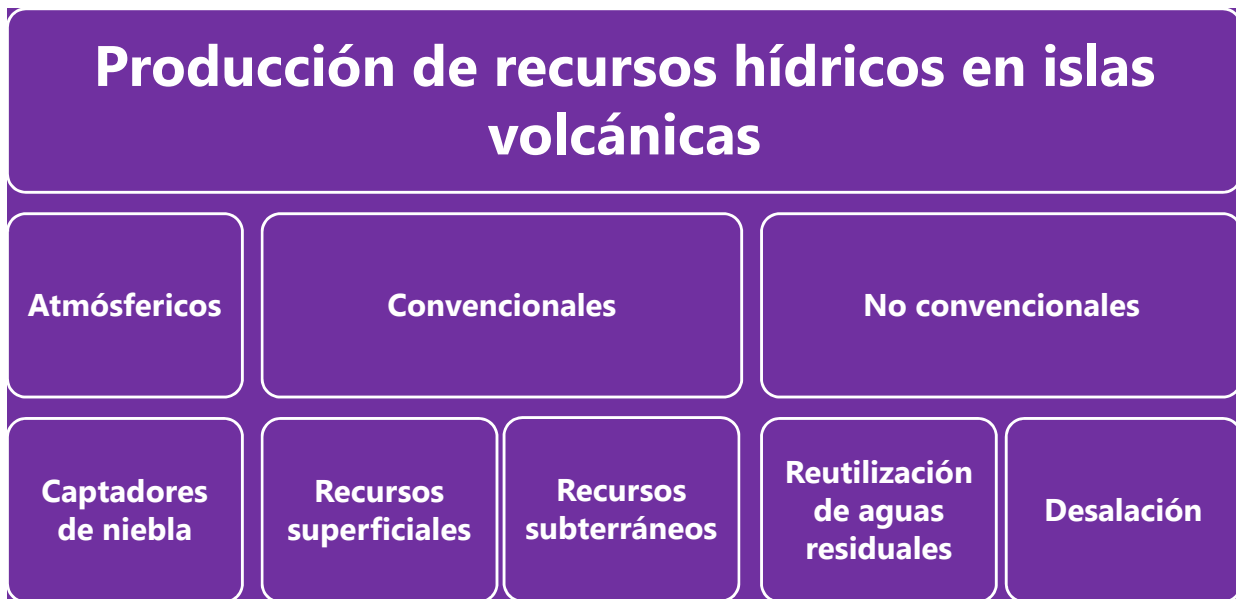 Producción de recursos hídricos en islas
volcánicas
Atmósfericos
Convencionales
No convencionales
Captadores
de niebla
Recursos
superficiales
Recursos
subterráneos
Reutilización
de aguas
residuales
Desalación